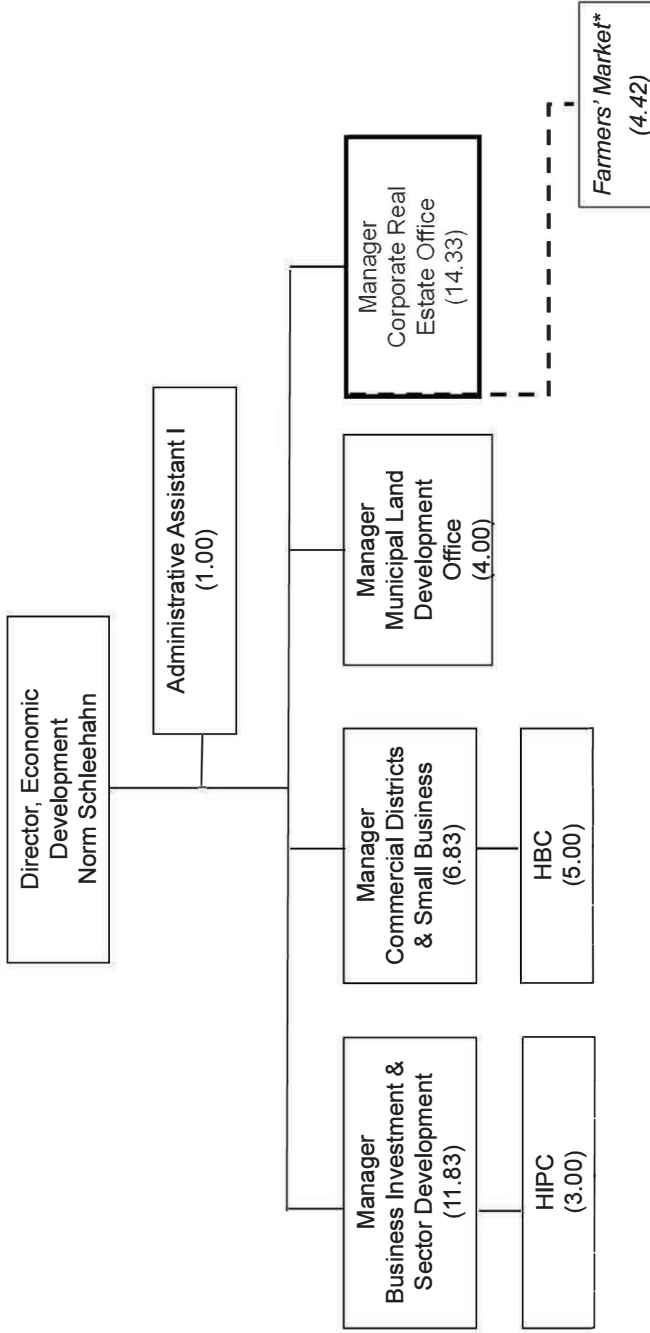 Director, Economic
Development
Norm Schleehahn
Administrative Assistant I
(1.00)
Manager
Business Investment &
Sector Development
(11.83)
Manager
Commercial Districts
& Small Business
(6.83)
Manager
Municipal Land
Development
Office
(4.00)
Manager
Corporate Real
Estate Office
(14.33)
HIPC
(3.00)
HBC
(5.00)
Farmers' Market*
(4.42)